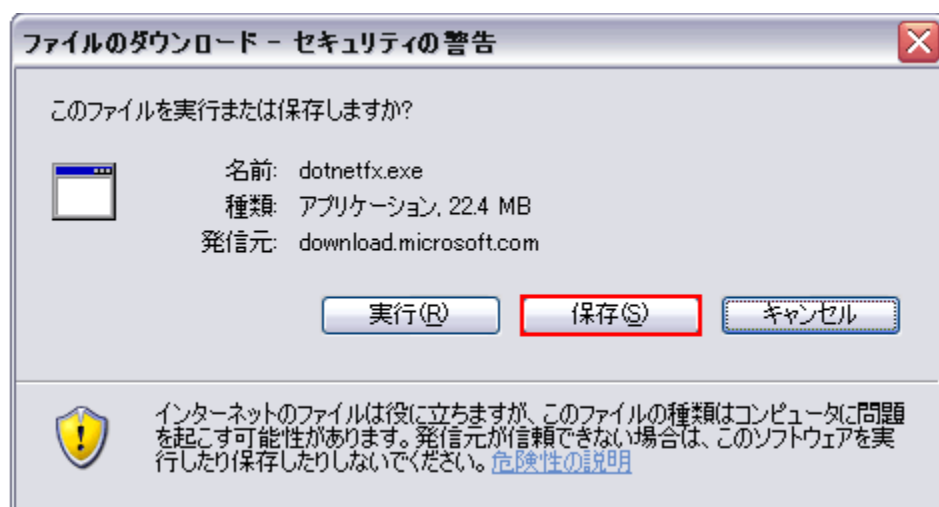 ファイルのダウンロード - セキュリティの警告
このファイルを実行または保存しますか?
名前: dotnetfx.exe
種類: アプリケーション, 22.4 MB
発信元: download.microsoft.com
実行(R) 保存(S) キャンセル
インターネットのファイルは役に立ちますが、このファイルの種類はコンピュータに問題
を起こす可能性があります。発信元が信頼できない場合は、このソフトウェアを実
行したり保存したりしないでください。危険性の説明